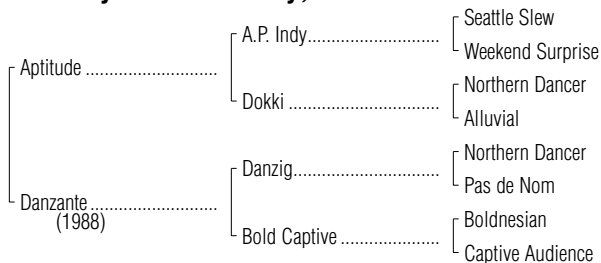 Seattle Slew
A.P. Indy
Weekend Surprise
Aptitude
Northern Dancer
Dokki
Alluvial
Northern Dancer
Danzig
Pas de Nom
Danzante
(1988)
Boldnesian
Bold Captive
Captive Audience